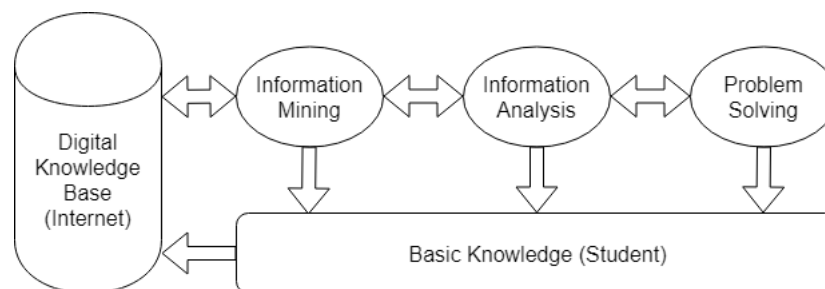 Digital
Knowledge
Base
(Internet)
Information
Mining
Information
Analysis
Problem
Solving
Basic Knowledge (Student)